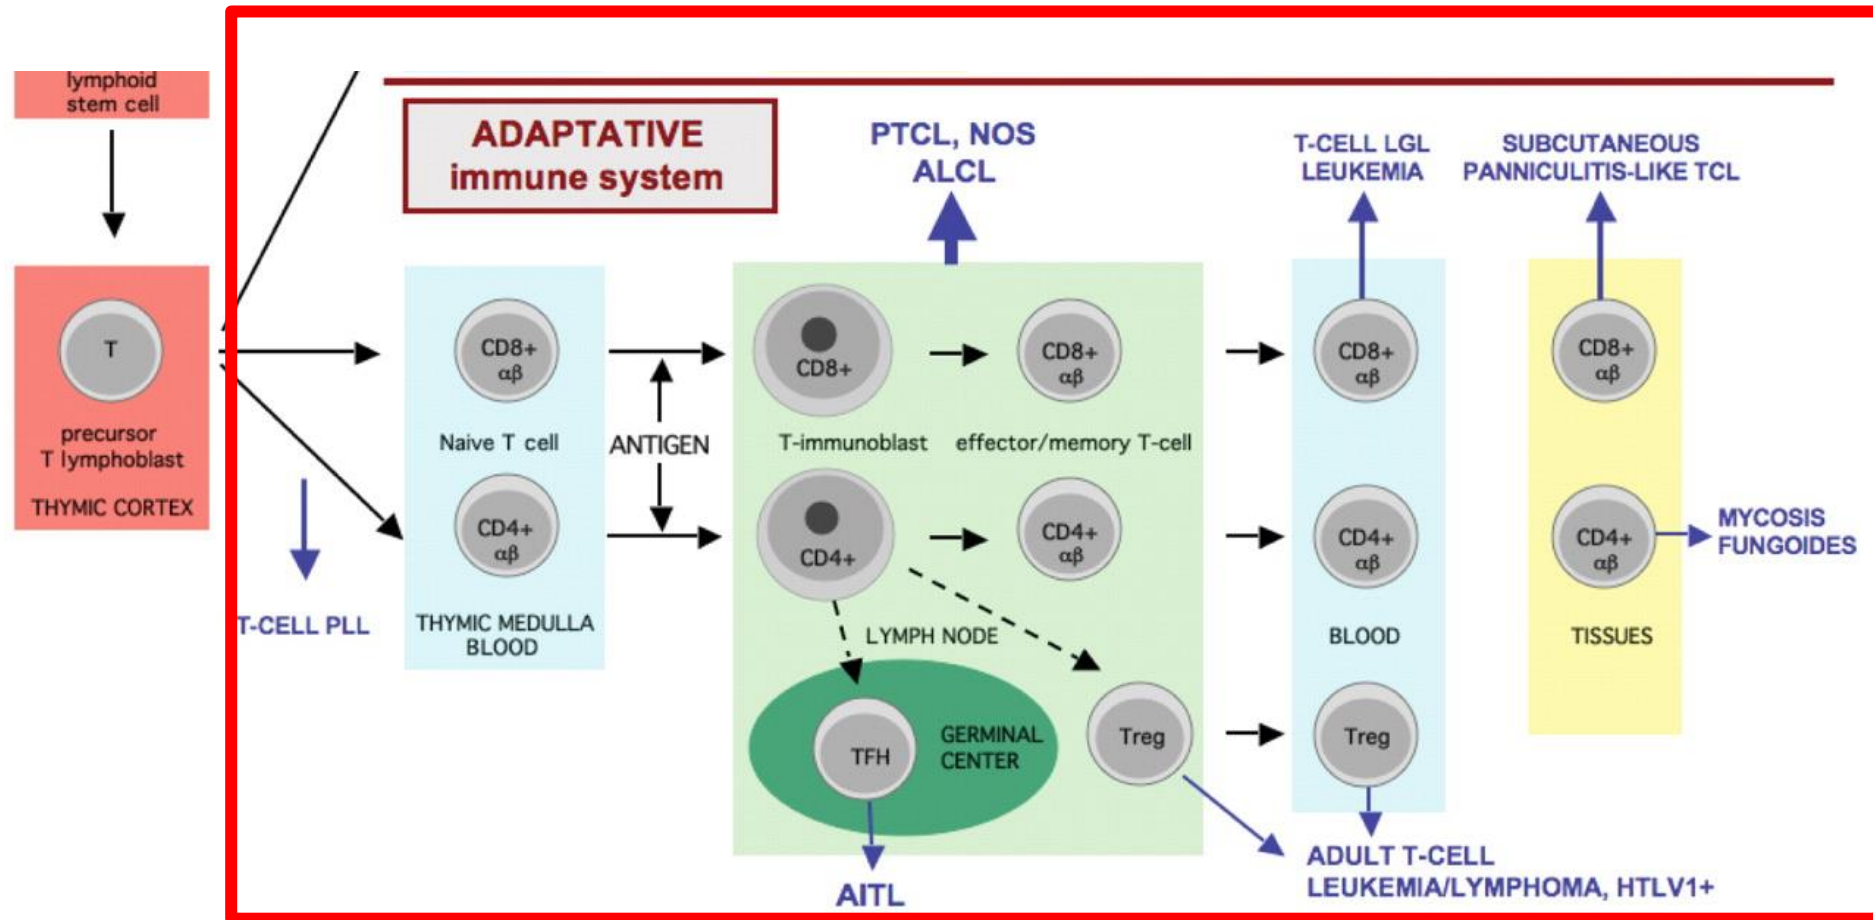 lymphoid
stem cell
ADAPTATIVE
immune system
PTCL, NOS
ALCL
T-CELL LGL
LEUKEMIA
SUBCUTANEOUS
PANNICULITIS-LIKE TCL
T
precursor
T lymphoblast
THYMIC CORTEX
T-CELL PLL
CD8+
αβ
Naive T cell
CD4+
αβ
THYMIC MEDULLA
BLOOD
ANTIGEN
CD8+
T-immunoblast
CD4+
CD8+
αβ
effector/memory T-cell
CD4+
αβ
LYMPH NODE
TFH
GERMINAL
CENTER
Treg
AITL
CD8+
αβ
CD4+
αβ
BLOOD
Treg
ADULT T-CELL
LEUKEMIA/LYMPHOMA, HTLV1+
CD8+
αβ
CD4+
αβ
TISSUES
MYCOSIS
FUNGOIDES